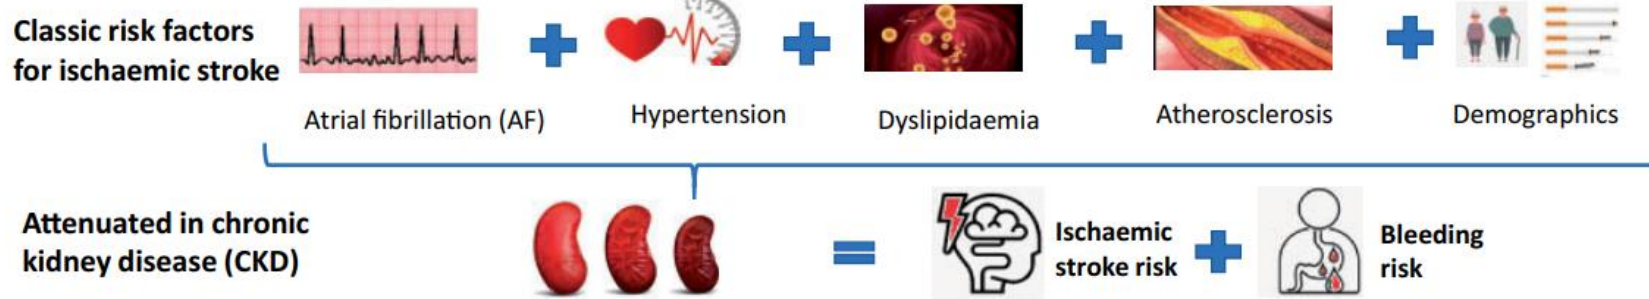 Classic risk factors
for ischaemic stroke
Atrial fibrillation (AF)
Hypertension
Dyslipidaemia
Atherosclerosis
Demographics
Attenuated in chronic
kidney disease (CKD)
Ischaemic
stroke risk
Bleeding
risk